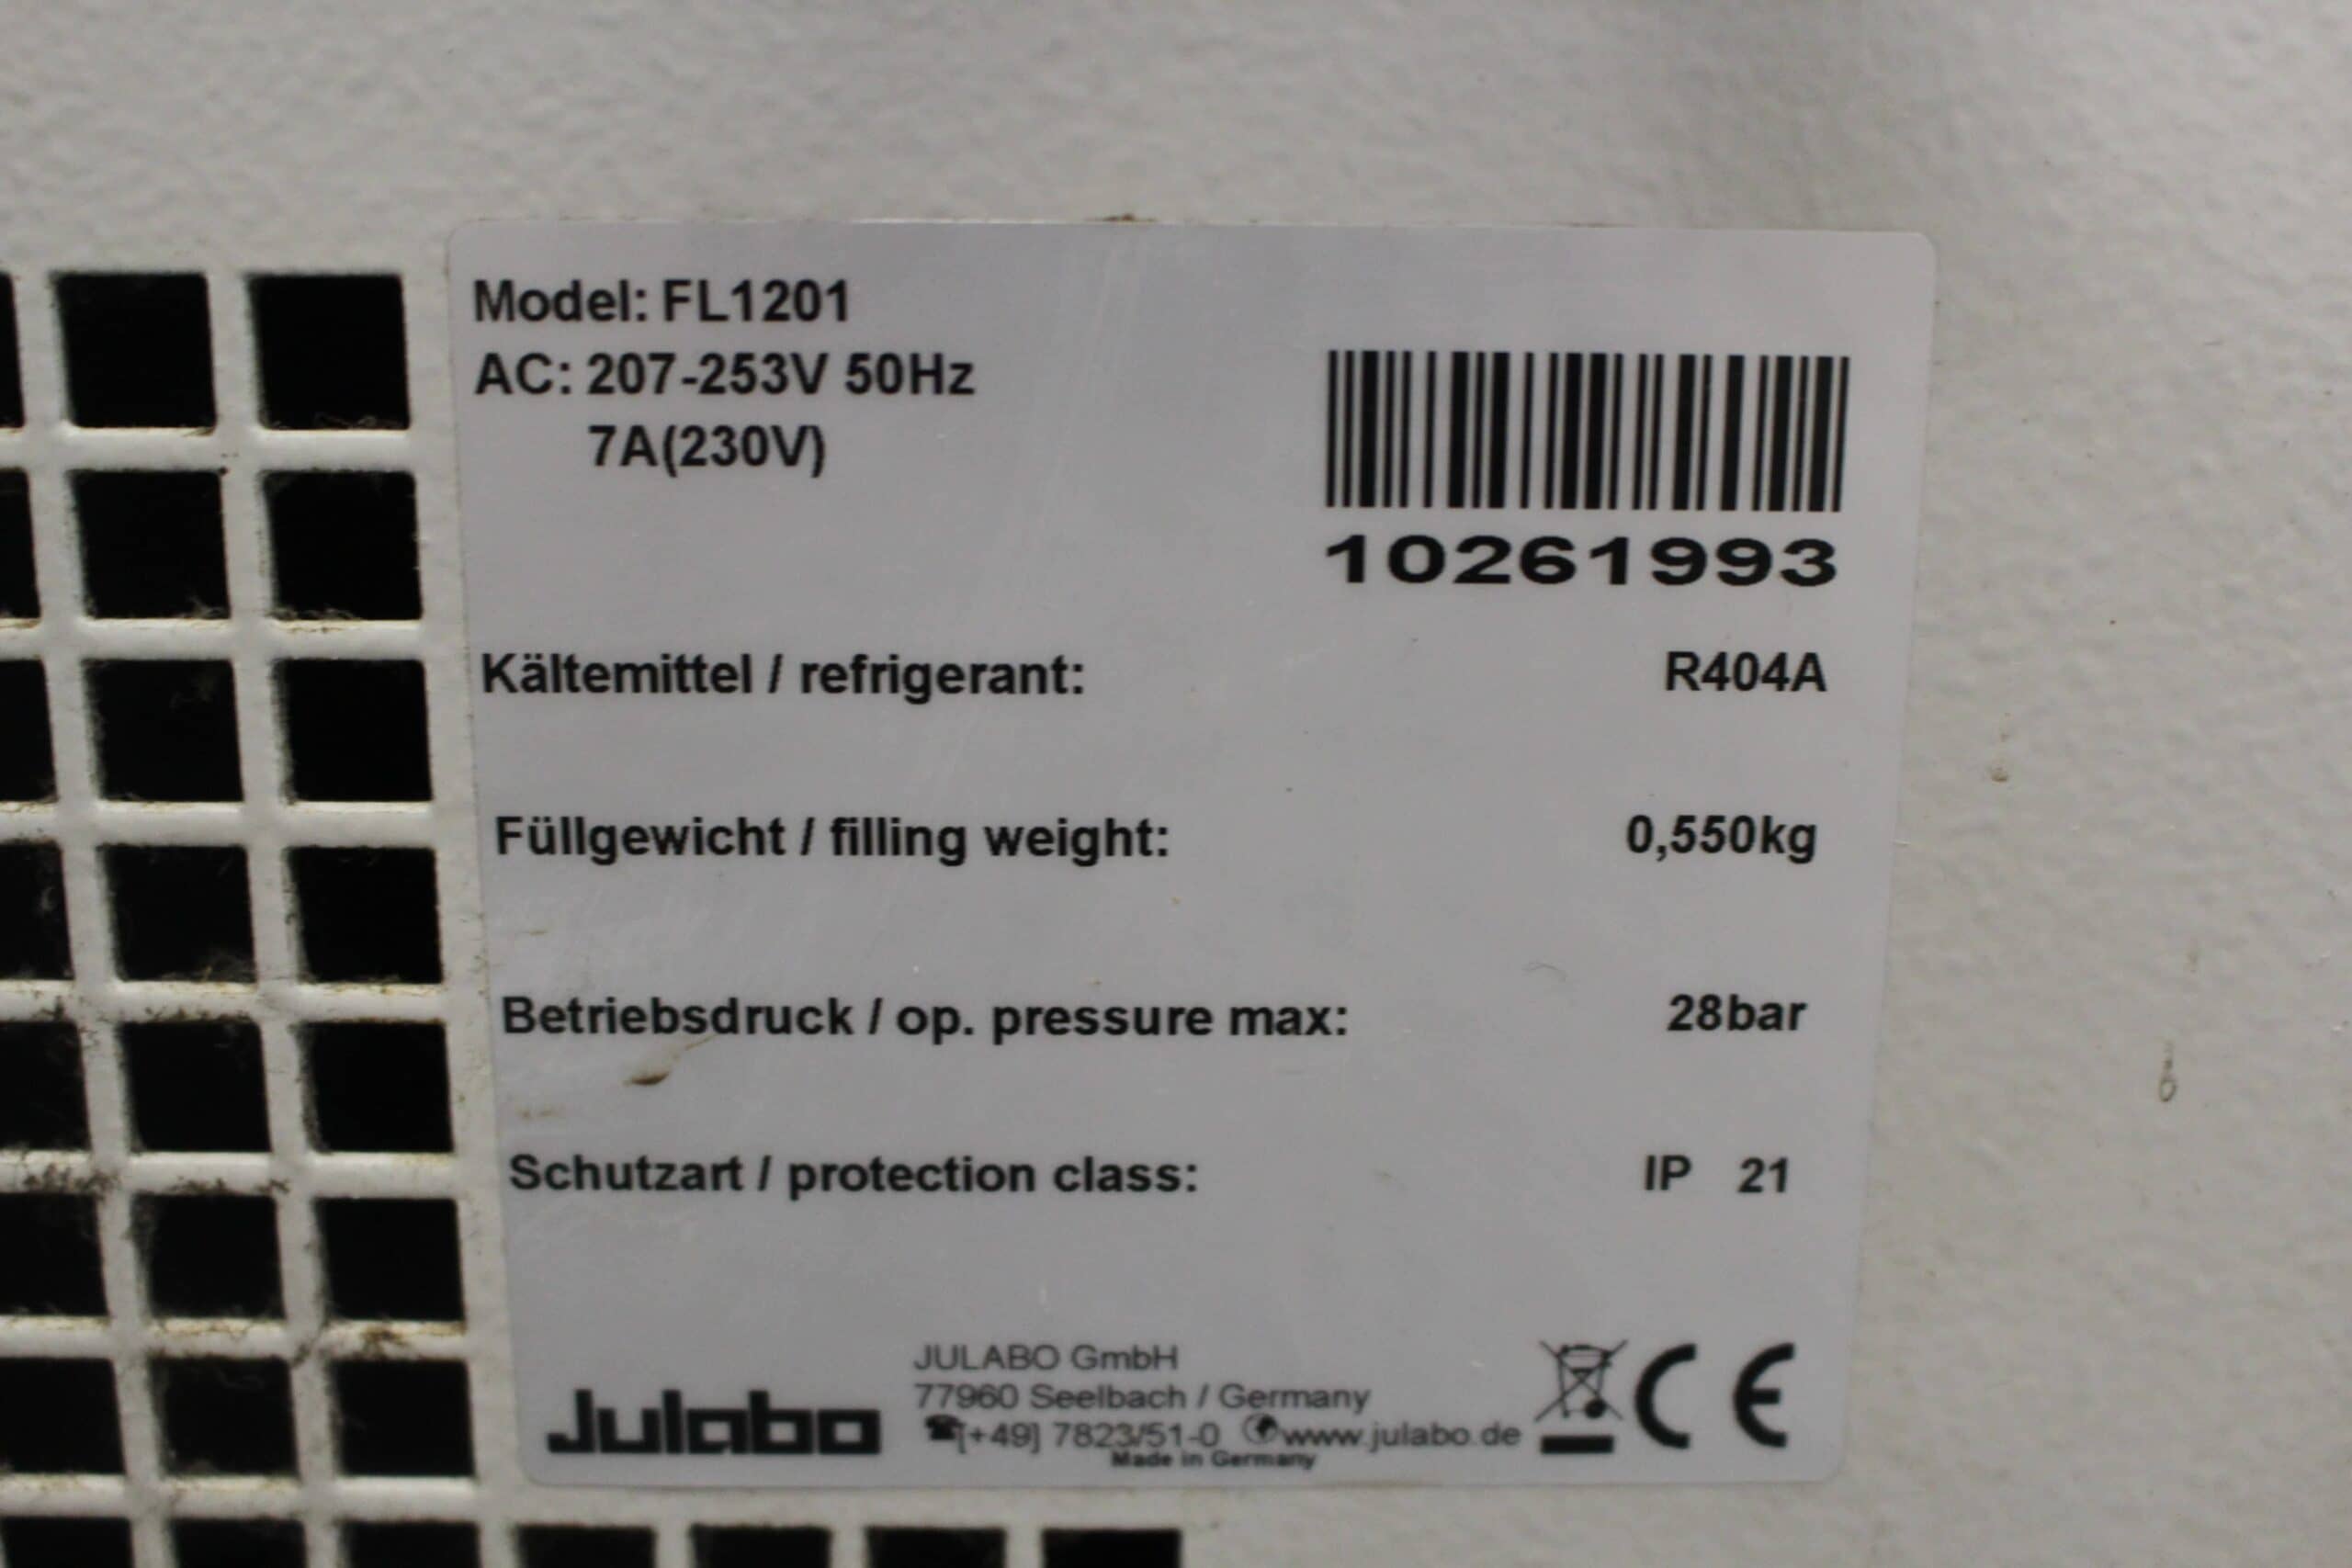 Model: FL1201
AC: 207-253V 50Hz
7A(230V)
10261993
Kältemittel / refrigerant: R404A
Füllgewicht / filling weight: 0,550kg
Betriebsdruck / op. pressure max: 28bar
Schutzart / protection class: IP 21
Julabo
JULABO GmbH
77960 Seelbach / Germany
[+49] 7823/51-0 www.julabo.de
Made in Germany
CE